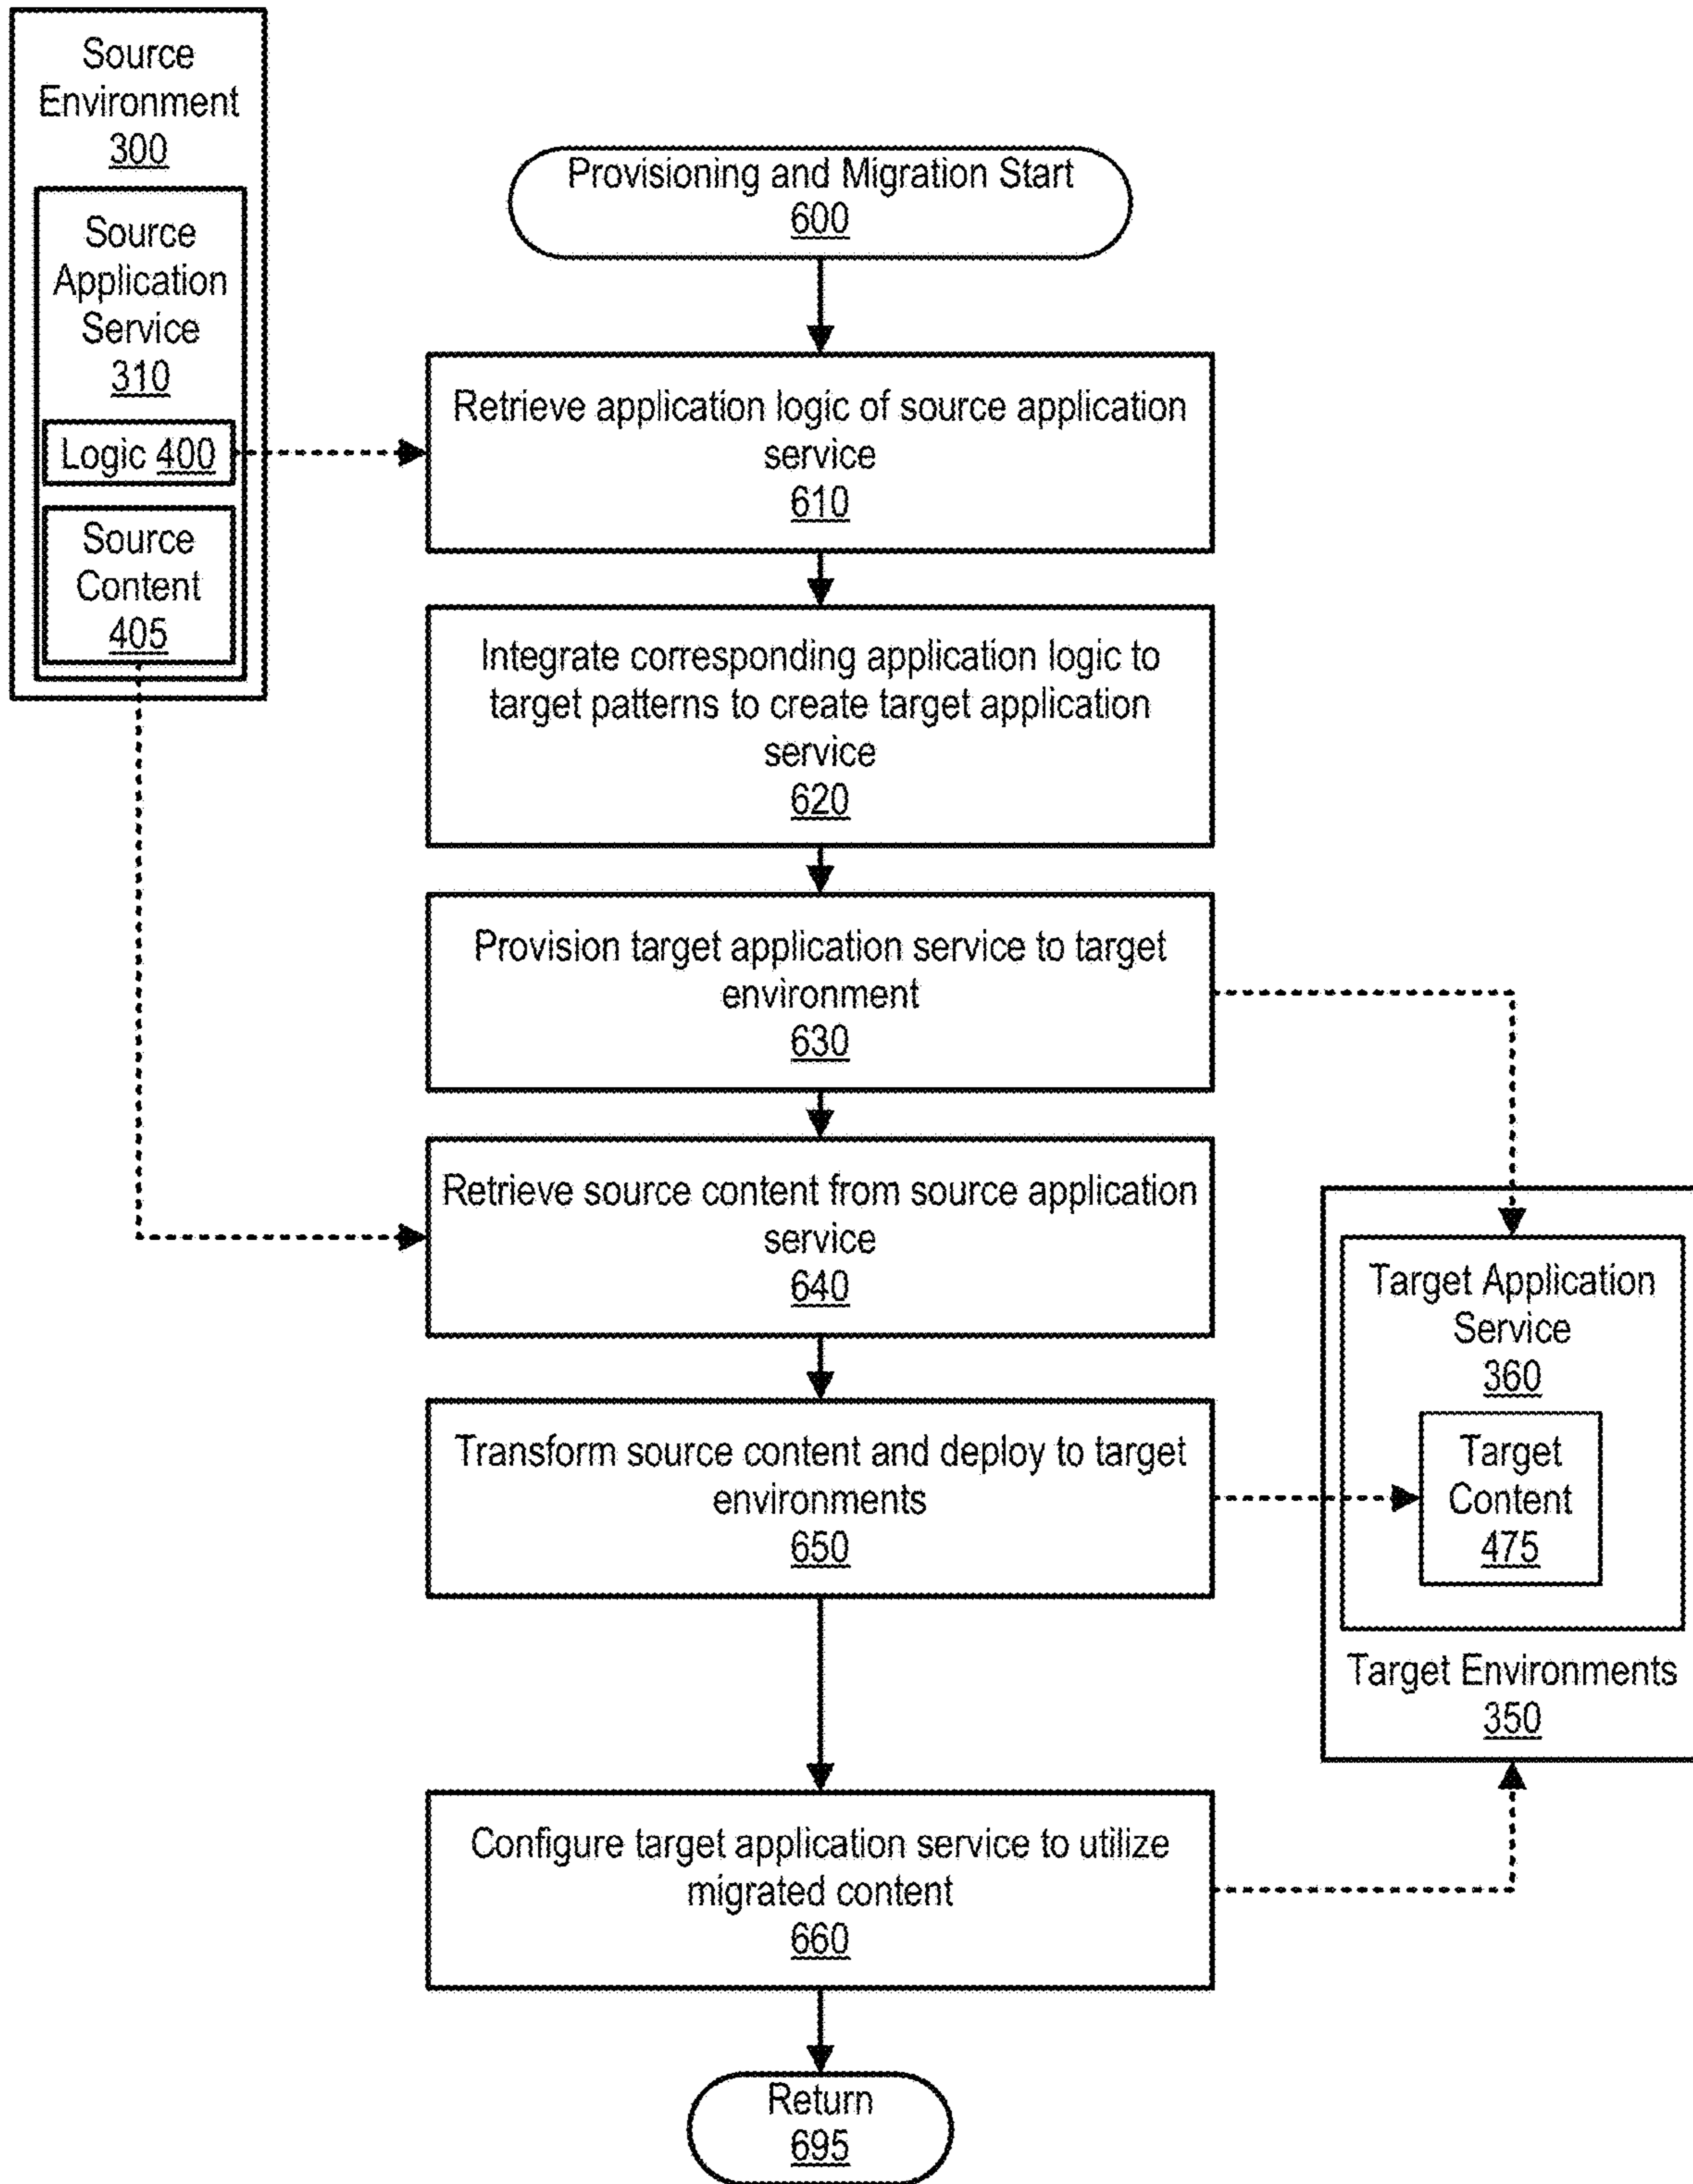 Source
Environment
300
Source
Application
Service
310
Logic 400
Source
Content
405
Provisioning and Migration Start
600
Retrieve application logic of source application
service
610
Integrate corresponding application logic to
target patterns to create target application
service
620
Provision target application service to target
environment
630
Retrieve source content from source application
service
640
Transform source content and deploy to target
environments
650
Configure target application service to utilize
migrated content
660
Return
695
Target Application
Service
360
Target
Content
475
Target Environments
350